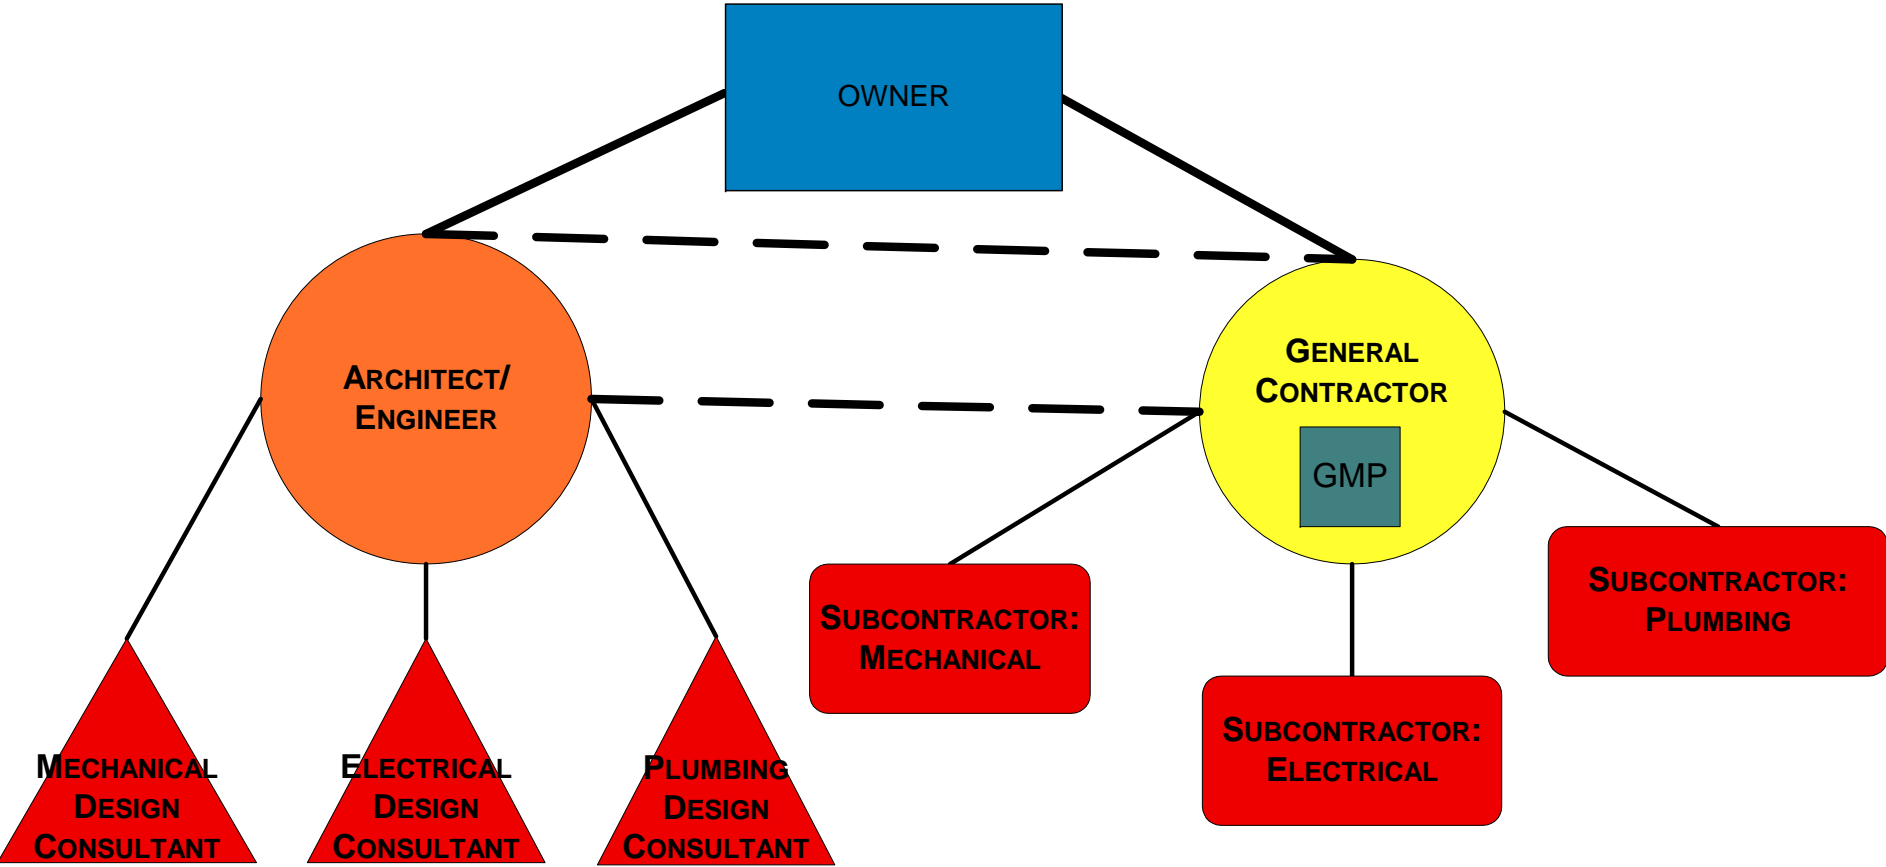 OWNER
ARCHITECT/
ENGINEER
GENERAL
CONTRACTOR
GMP
SUBCONTRACTOR:
MECHANICAL
SUBCONTRACTOR:
ELECTRICAL
SUBCONTRACTOR:
PLUMBING
MECHANICAL
DESIGN
CONSULTANT
ELECTRICAL
DESIGN
CONSULTANT
PLUMBING
DESIGN
CONSULTANT